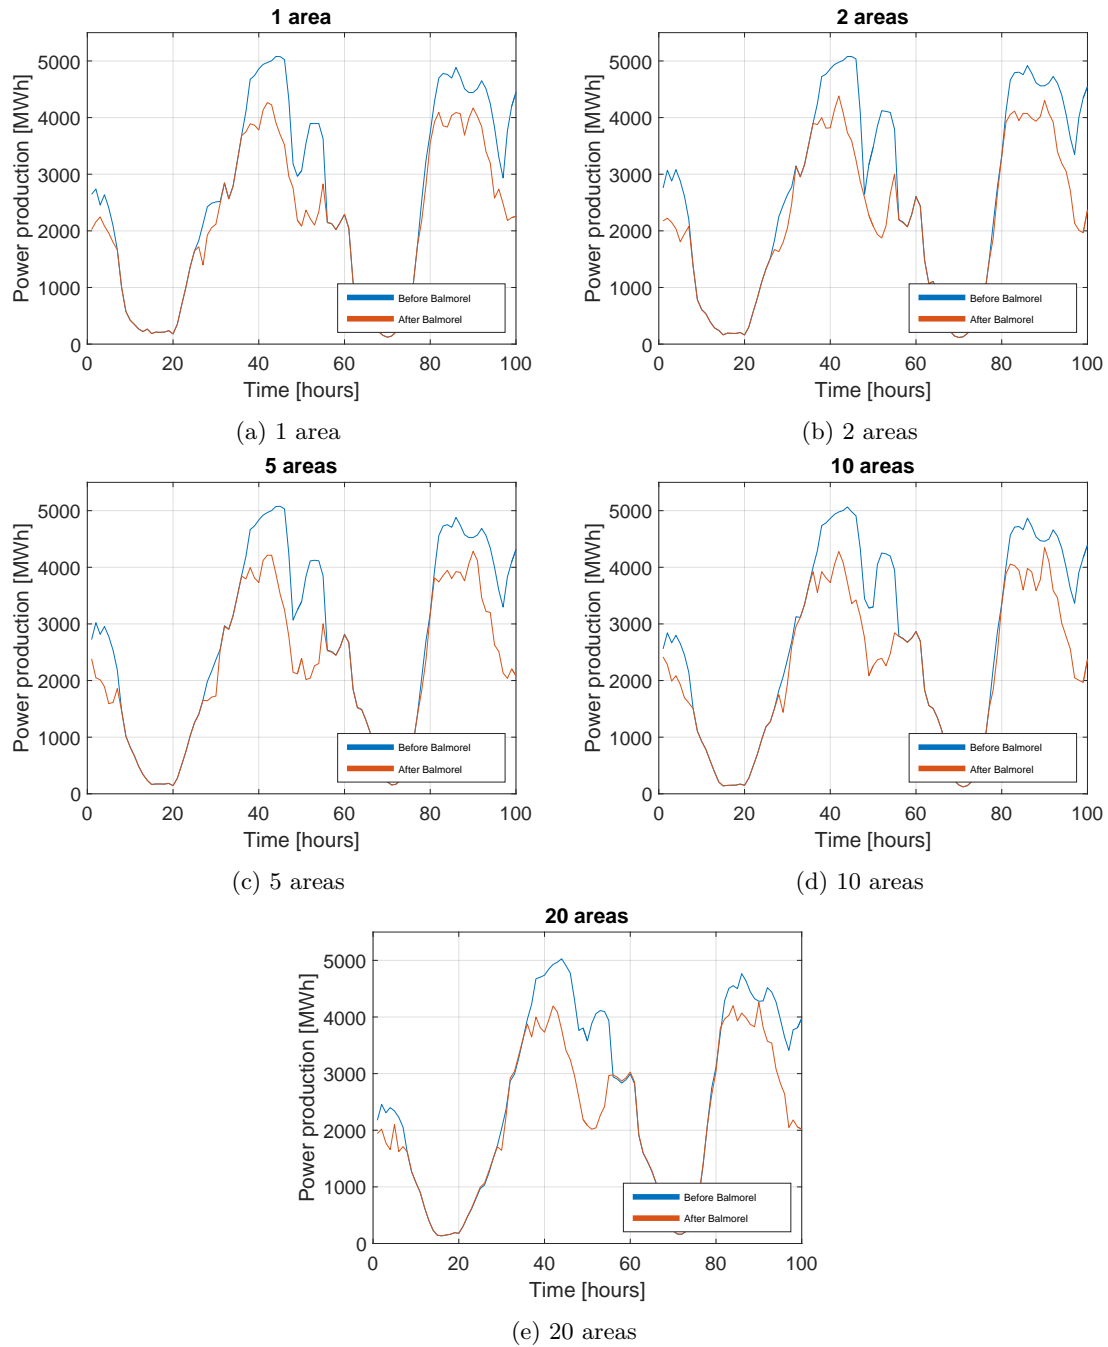 1 area
2 areas
Power production [MWh]
5000
4000
3000
2000
1000
0
Before Balmorel
After Balmorel
0 20 40 60 80 100
Time [hours]
Power production [MWh]
5000
4000
3000
2000
1000
0
Before Balmorel
After Balmorel
0 20 40 60 80 100
Time [hours]
(a) 1 area
(b) 2 areas
5 areas
10 areas
Power production [MWh]
5000
4000
3000
2000
1000
0
Before Balmorel
After Balmorel
0 20 40 60 80 100
Time [hours]
Power production [MWh]
5000
4000
3000
2000
1000
0
Before Balmorel
After Balmorel
0 20 40 60 80 100
Time [hours]
(c) 5 areas
(d) 10 areas
20 areas
Power production [MWh]
5000
4000
3000
2000
1000
0
Before Balmorel
After Balmorel
0 20 40 60 80 100
Time [hours]
(e) 20 areas